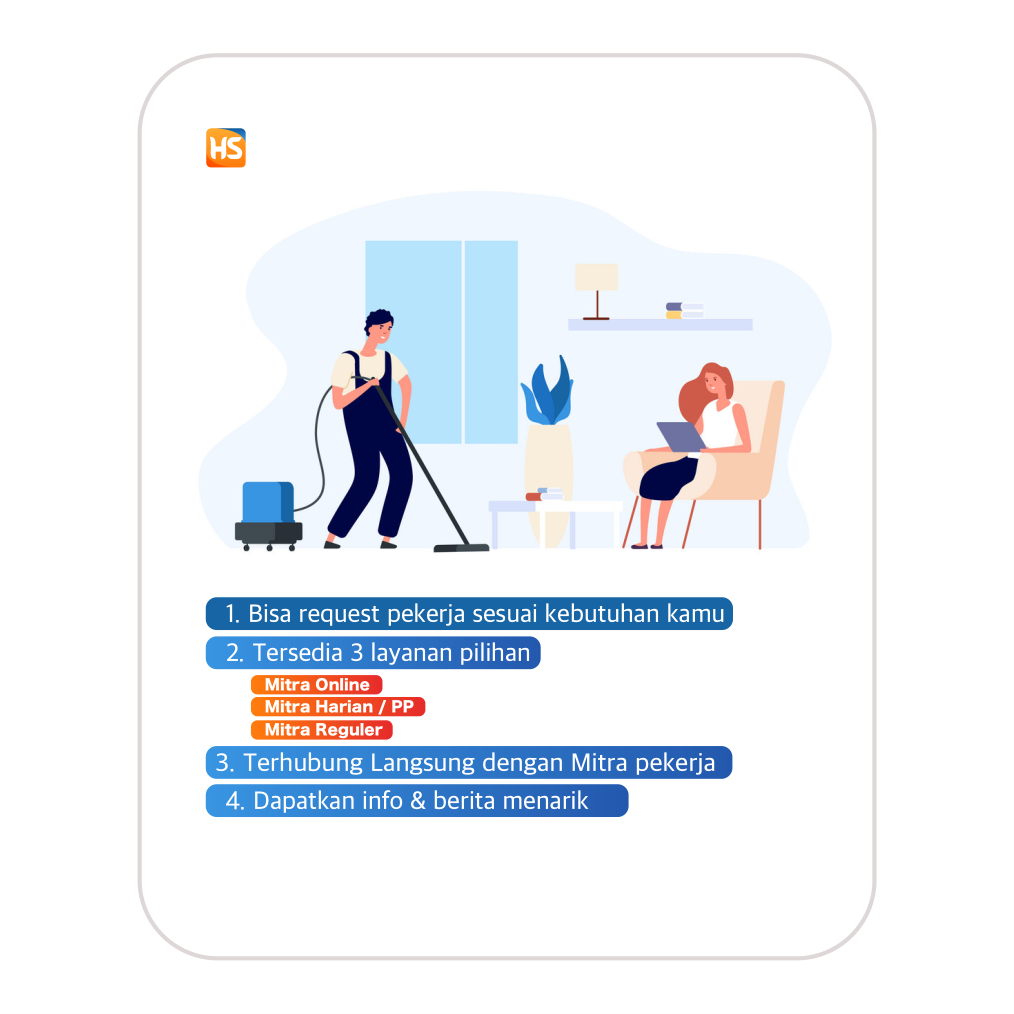 HS
1. Bisa request pekerja sesuai kebutuhan kamu
2. Tersedia 3 layanan pilihan
Mitra Online
Mitra Harian / PP
Mitra Reguler
3. Terhubung Langsung dengan Mitra pekerja
4. Dapatkan info & berita menarik